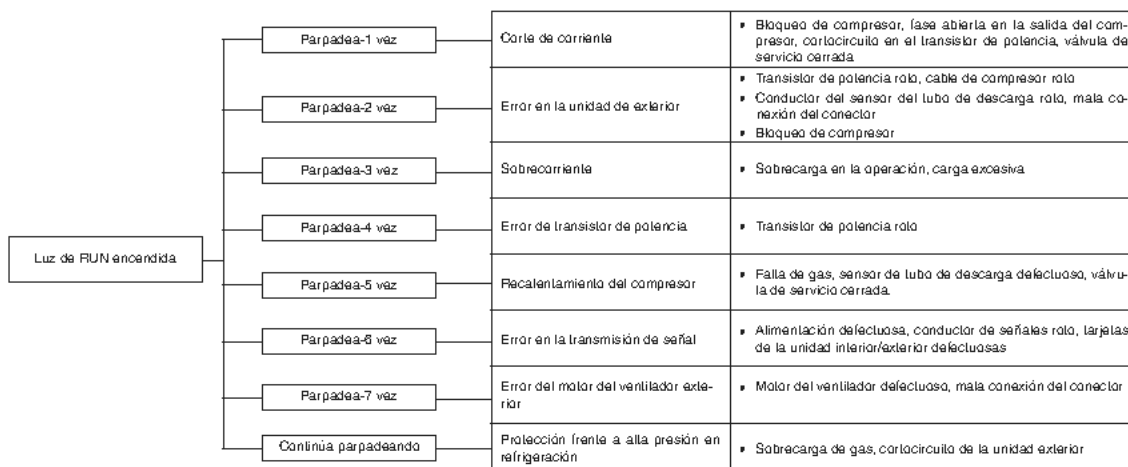 Parpadea-1 vez
Corte de corriente
• Bloqueo de compresor, fase abierta en la salida del com-
presor, cortocircuito en el transistor de potencia, válvula de
servicio cerrada
Parpadea-2 vez
Error en la unidad de exterior
• Transistor de potencia roto, cable de compresor roto
• Conductor del sensor del tubo de descarga roto, mala co-
nexión del conector
• Bloqueo de compresor
Parpadea-3 vez
Sobrecorriente
• Sobrecarga en la operación, carga excesiva
Parpadea-4 vez
Error de transistor de potencia
• Transistor de potencia roto
Luz de RUN encendida
Parpadea-5 vez
Recalentamiento del compresor
• Falla de gas, sensor de tubo de descarga defectuoso, válvu-
la de servicio cerrada.
Parpadea-6 vez
Error en la transmisión de señal
• Alimentación defectuosa, conductor de señales roto, tarjetas
de la unidad interior/exterior defectuosas
Parpadea-7 vez
Error del motor del ventilador exte-
rior
• Motor del ventilador defectuoso, mala conexión del conector
Continúa parpadeando
Protección frente a alta presión en
refrigeración
• Sobrecarga de gas, cortocircuito de la unidad exterior